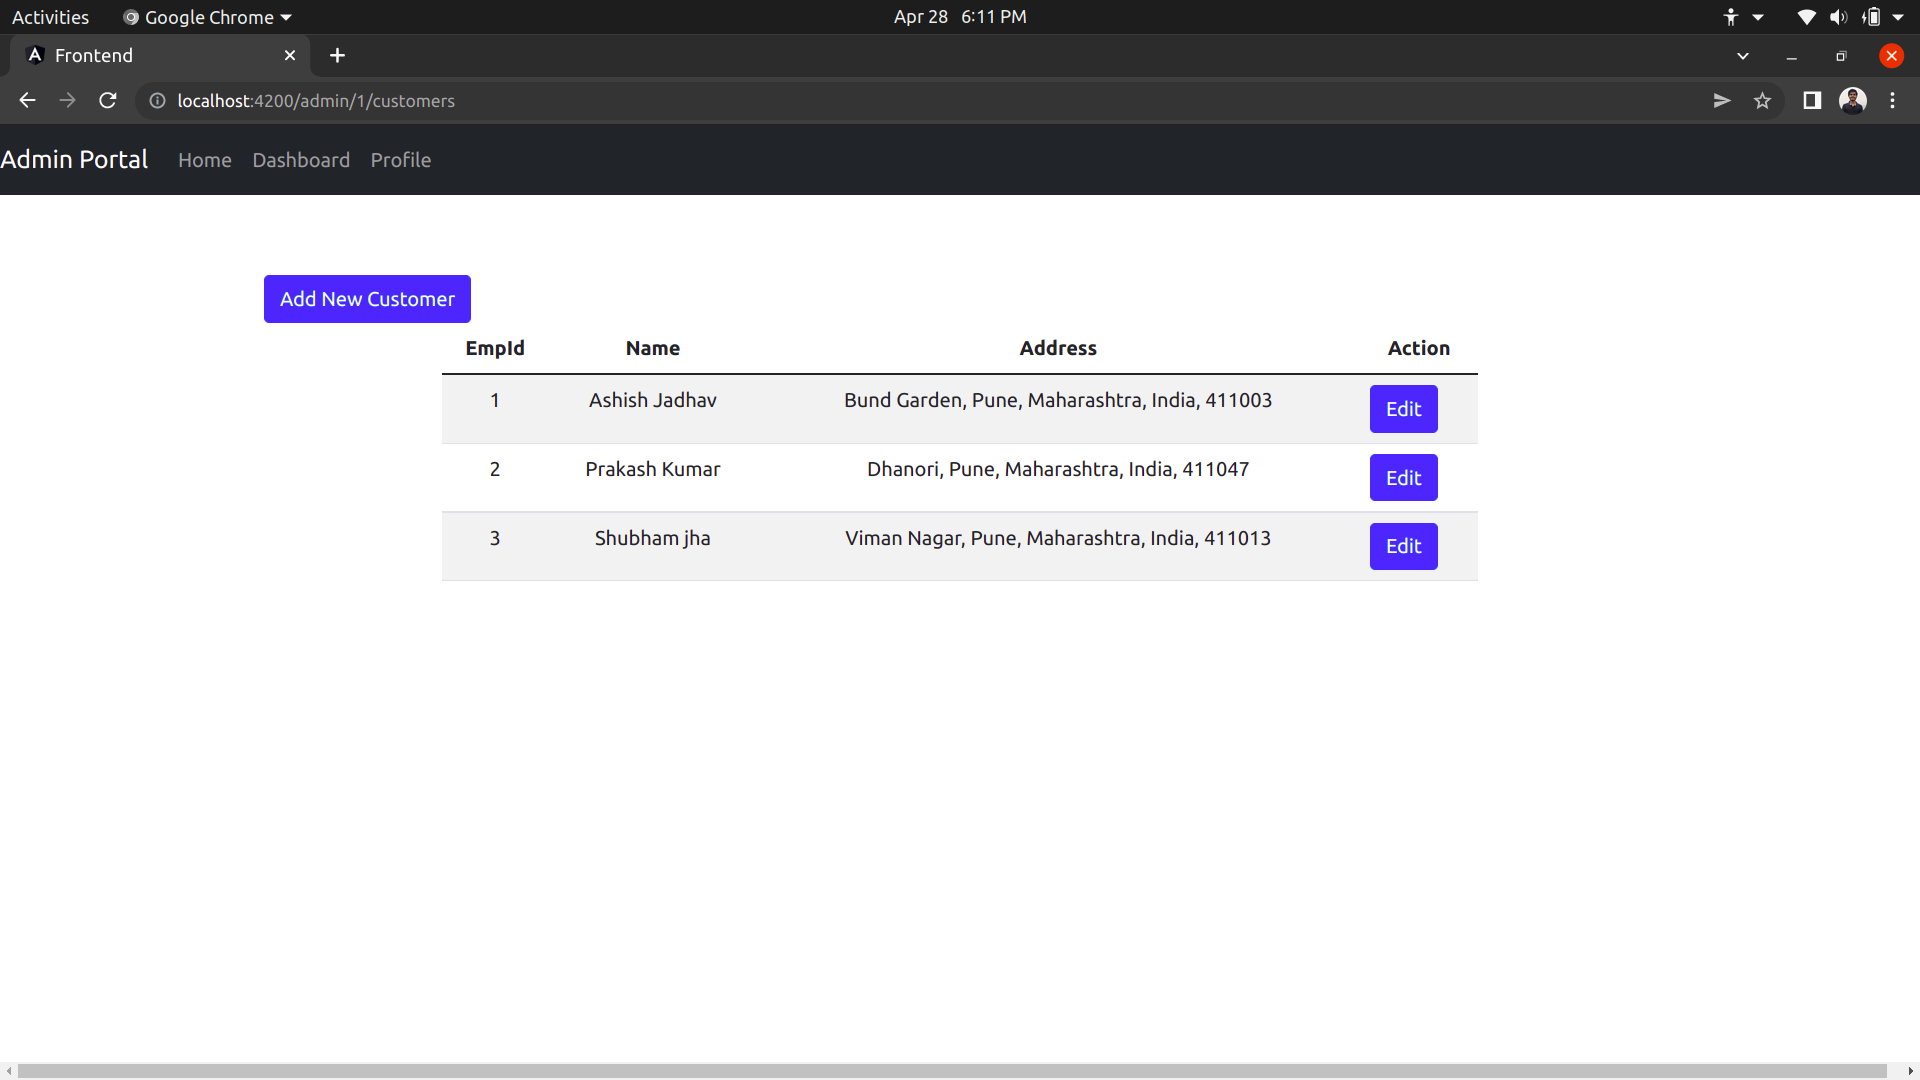 Activities Google Chrome Apr 28 6:11 PM
Frontend
localhost:4200/admin/1/customers
Admin Portal Home Dashboard Profile
Add New Customer
EmpId Name Address Action
1 Ashish Jadhav Bund Garden, Pune, Maharashtra, India, 411003 Edit
2 Prakash Kumar Dhanori, Pune, Maharashtra, India, 411047 Edit
3 Shubham jha Viman Nagar, Pune, Maharashtra, India, 411013 Edit